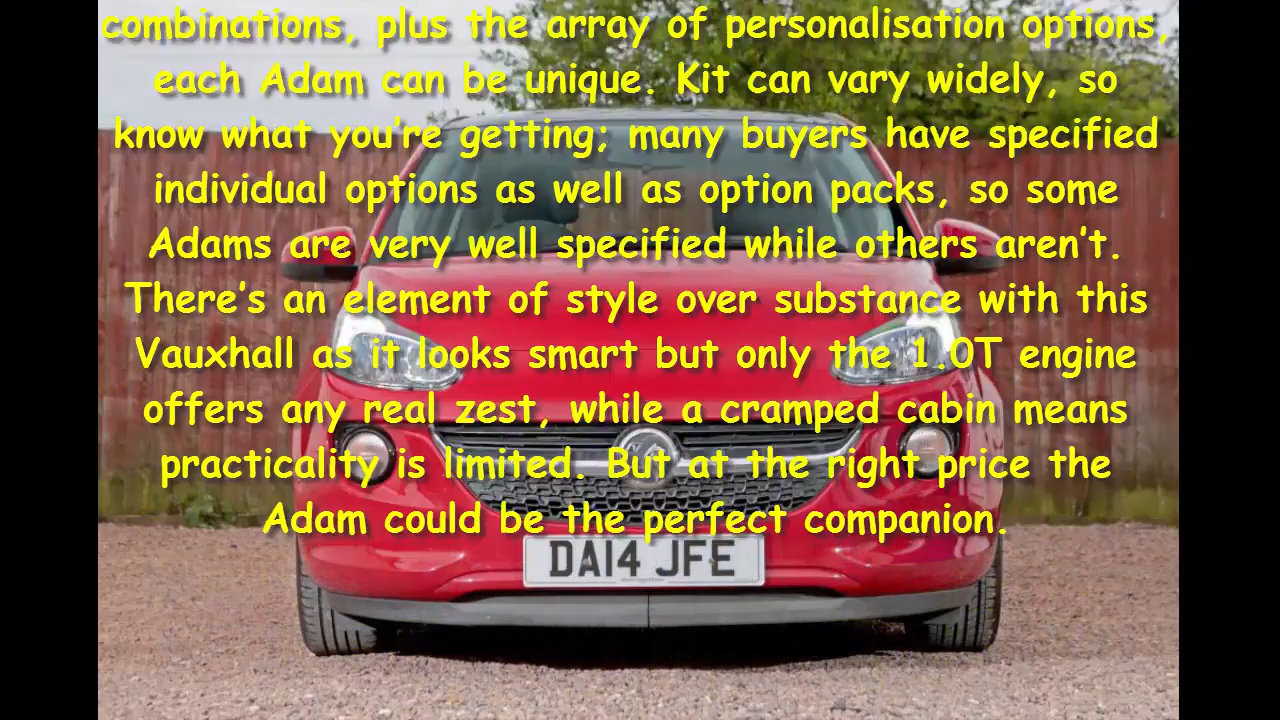 combinations, plus the array of personalisation options,
each Adam can be unique. Kit can vary widely, so
know what you’re getting; many buyers have specified
individual options as well as option packs, so some
Adams are very well specified while others aren’t.
There’s an element of style over substance with this
Vauxhall as it looks smart but only the 1.0T engine
offers any real zest, while a cramped cabin means
practicality is limited. But at the right price the
Adam could be the perfect companion.
DA14 JFE